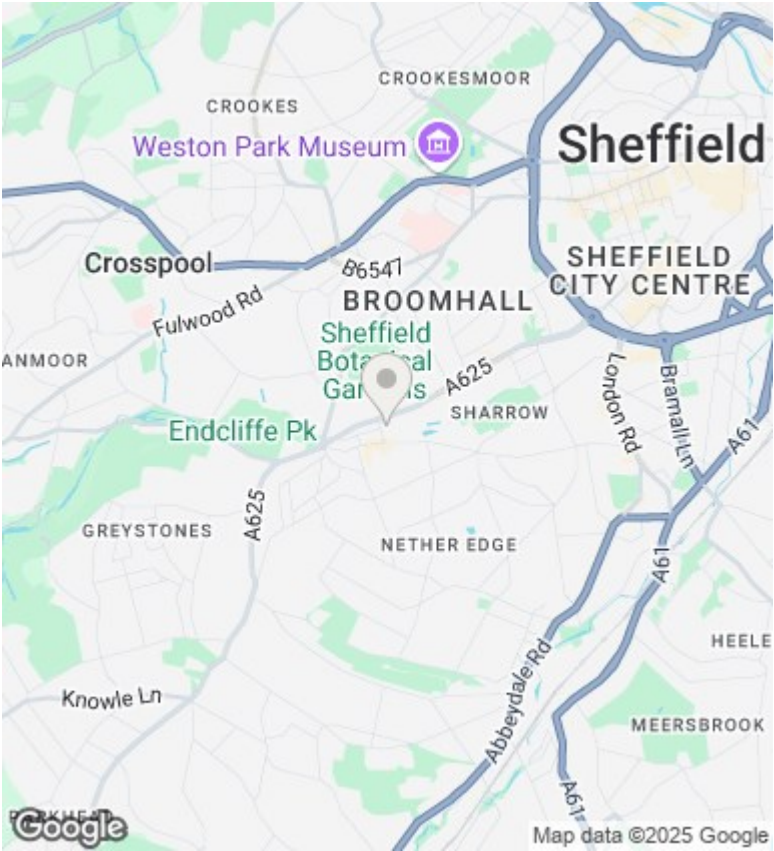 CROOKESMOOR
CROOKES
Weston Park Museum
Sheffield
Crosspool
B6547
SHEFFIELD
CITY CENTRE
BROOMHALL
Fulwood Rd
Sheffield
Botanical
Gardens
ANMOOR
A625
London Rd
Bramall Ln
SHARROW
Endcliffe Pk
A61
A625
GREYSTONES
NETHER EDGE
A61
HEELE
Knowle Ln
Abbeydale Rd
MEERSBROOK
A61
Google
Map data ©2025 Google